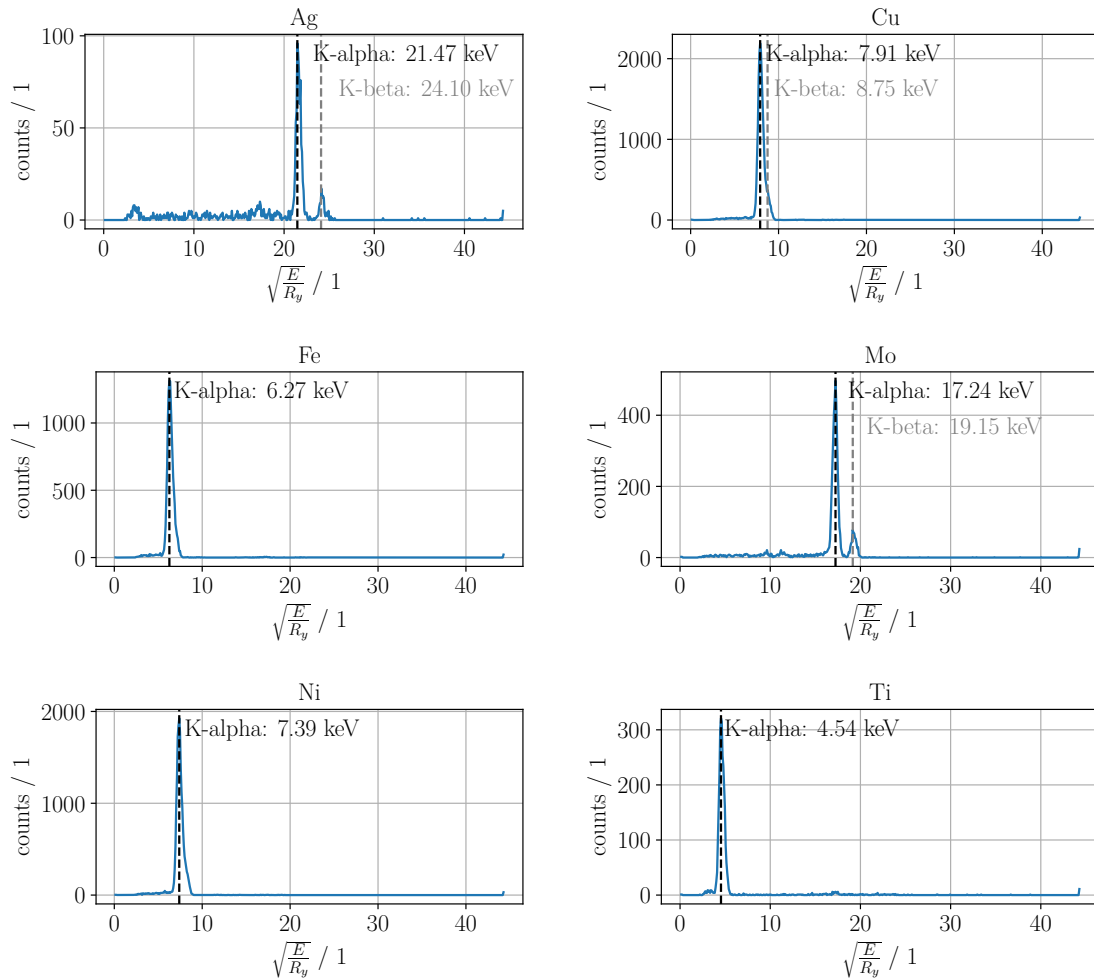 Ag
K-alpha: 21.47 keV
K-beta: 24.10 keV
100
50
0
counts / 1
0 10 20 30 40
√(E/R_y) / 1
Cu
K-alpha: 7.91 keV
K-beta: 8.75 keV
2000
1000
0
counts / 1
0 10 20 30 40
√(E/R_y) / 1
Fe
K-alpha: 6.27 keV
1000
500
0
counts / 1
0 10 20 30 40
√(E/R_y) / 1
Mo
K-alpha: 17.24 keV
K-beta: 19.15 keV
400
200
0
counts / 1
0 10 20 30 40
√(E/R_y) / 1
Ni
K-alpha: 7.39 keV
2000
1000
0
counts / 1
0 10 20 30 40
√(E/R_y) / 1
Ti
K-alpha: 4.54 keV
300
200
100
0
counts / 1
0 10 20 30 40
√(E/R_y) / 1